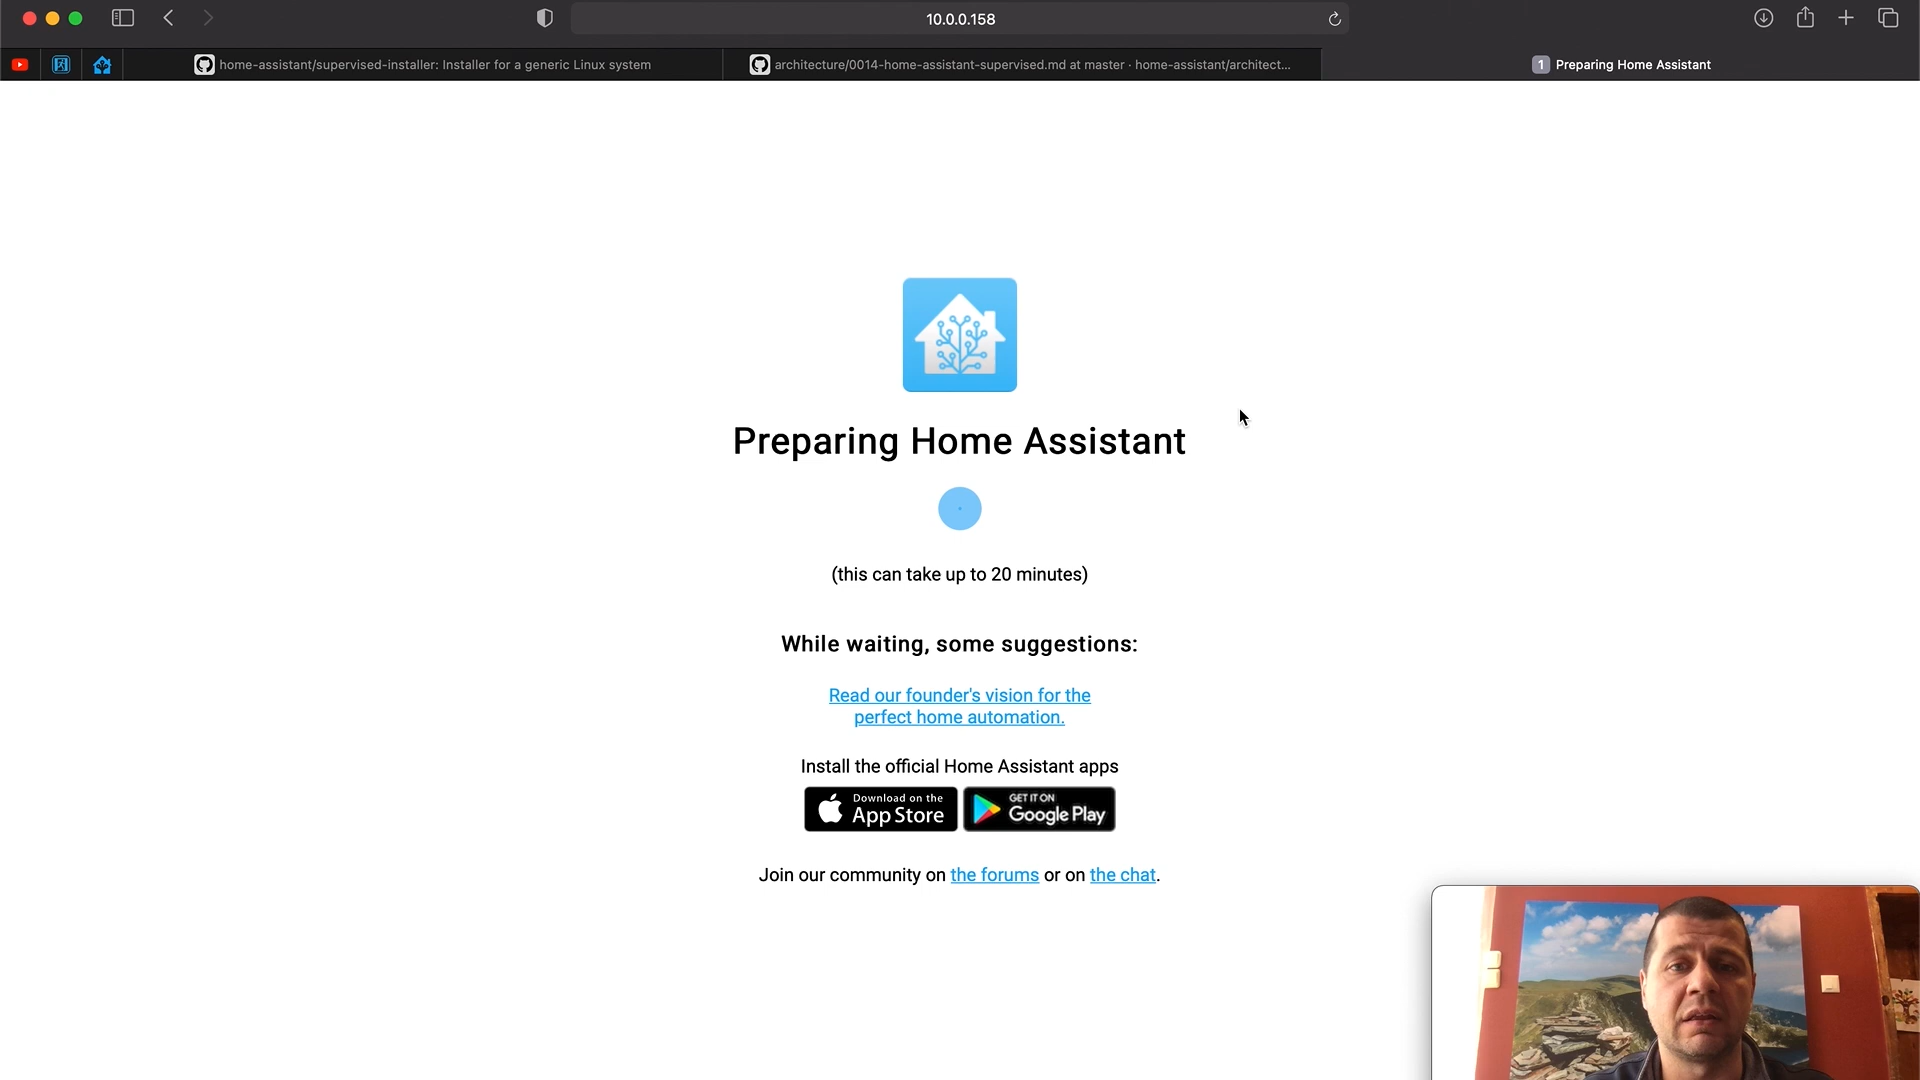 10.0.0.158
home-assistant/supervised-installer: Installer for a generic Linux system
architecture/0014-home-assistant-supervised.md at master · home-assistant/architect...
1 Preparing Home Assistant
Preparing Home Assistant
(this can take up to 20 minutes)
While waiting, some suggestions:
Read our founder's vision for the
perfect home automation.
Install the official Home Assistant apps
Download on the
App Store
GET IT ON
Google Play
Join our community on the forums or on the chat.